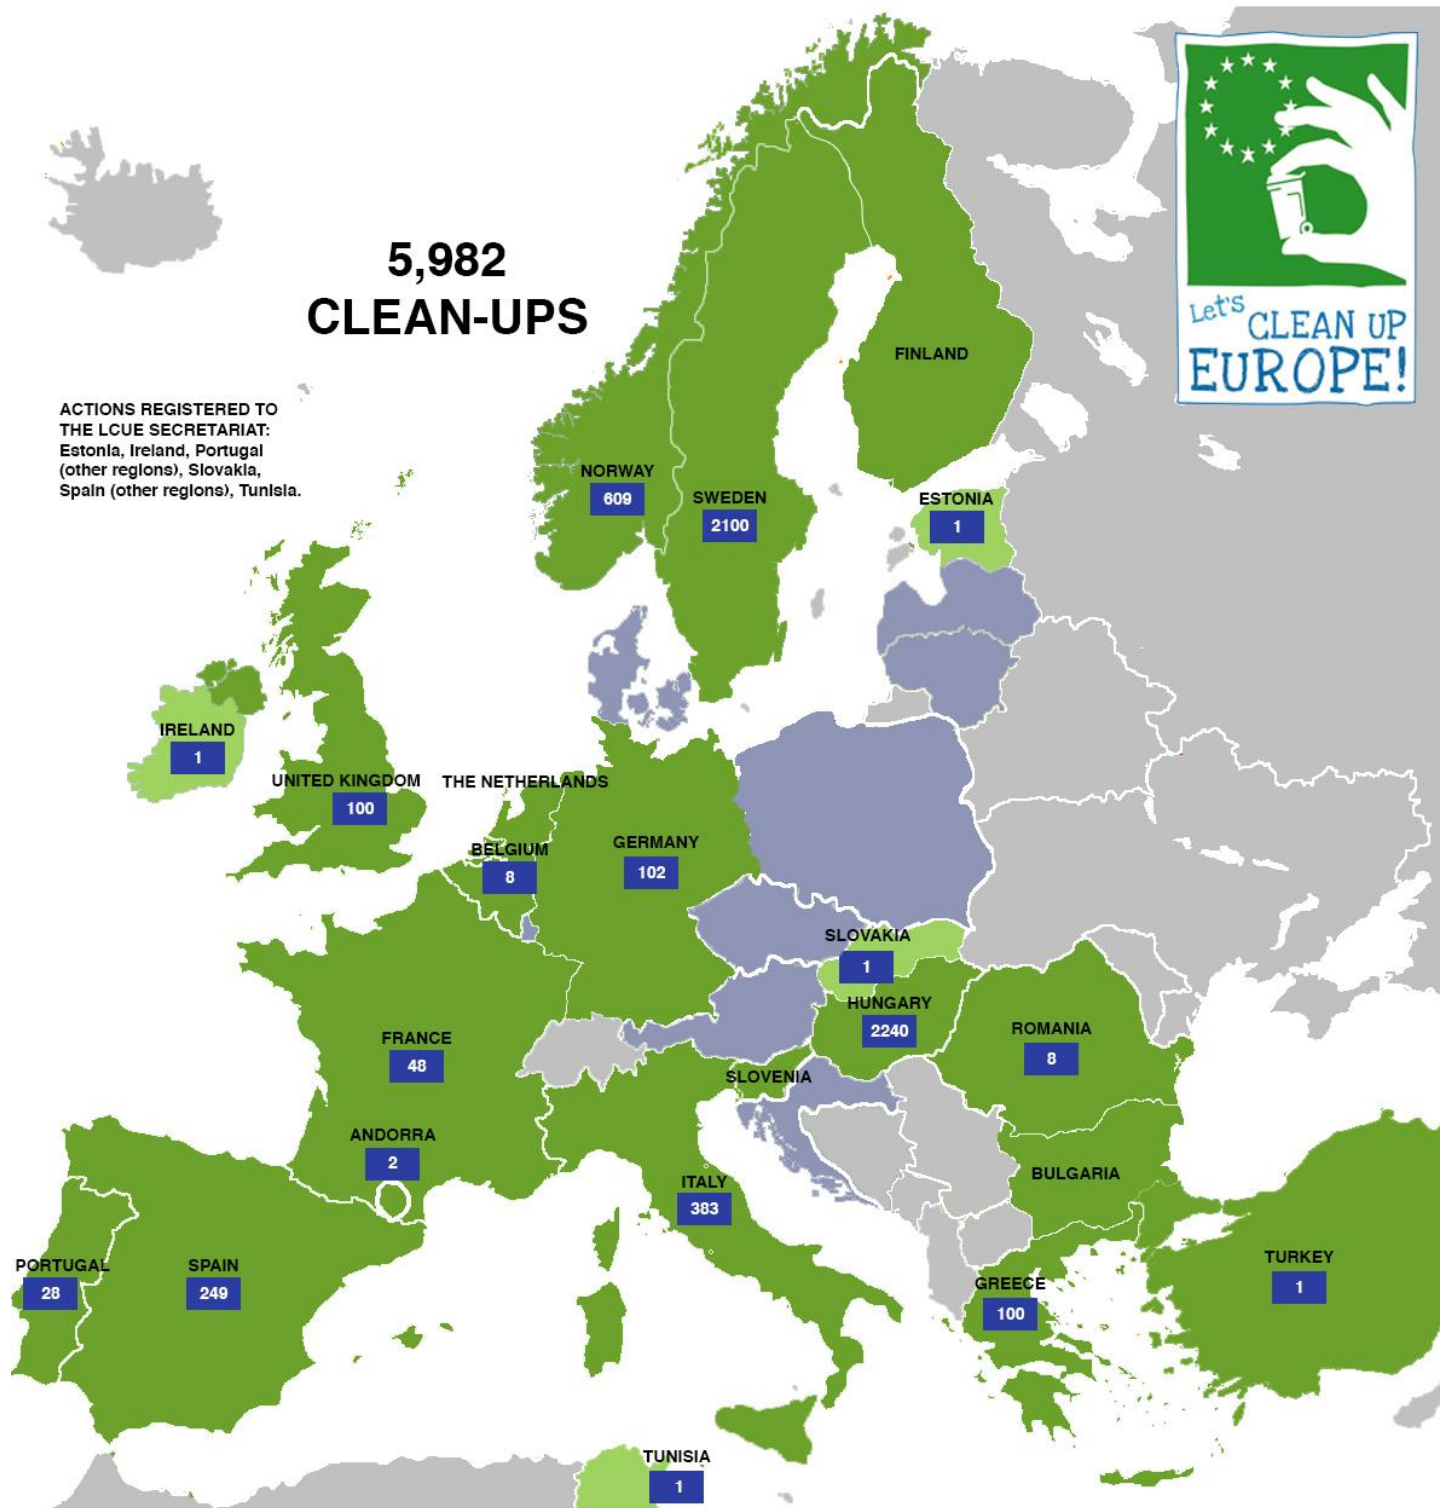 Let's
CLEAN UP
EUROPE!
5,982
CLEAN-UPS
ACTIONS REGISTERED TO
THE LCUE SECRETARIAT:
Estonia, Ireland, Portugal
(other regions), Slovakia,
Spain (other regions), Tunisia.
FINLAND
NORWAY
609
SWEDEN
2100
ESTONIA
1
IRELAND
1
UNITED KINGDOM
100
THE NETHERLANDS
BELGIUM
8
GERMANY
102
SLOVAKIA
1
HUNGARY
2240
ROMANIA
8
FRANCE
48
SLOVENIA
ANDORRA
2
ITALY
383
BULGARIA
PORTUGAL
28
SPAIN
249
GREECE
100
TURKEY
1
TUNISIA
1